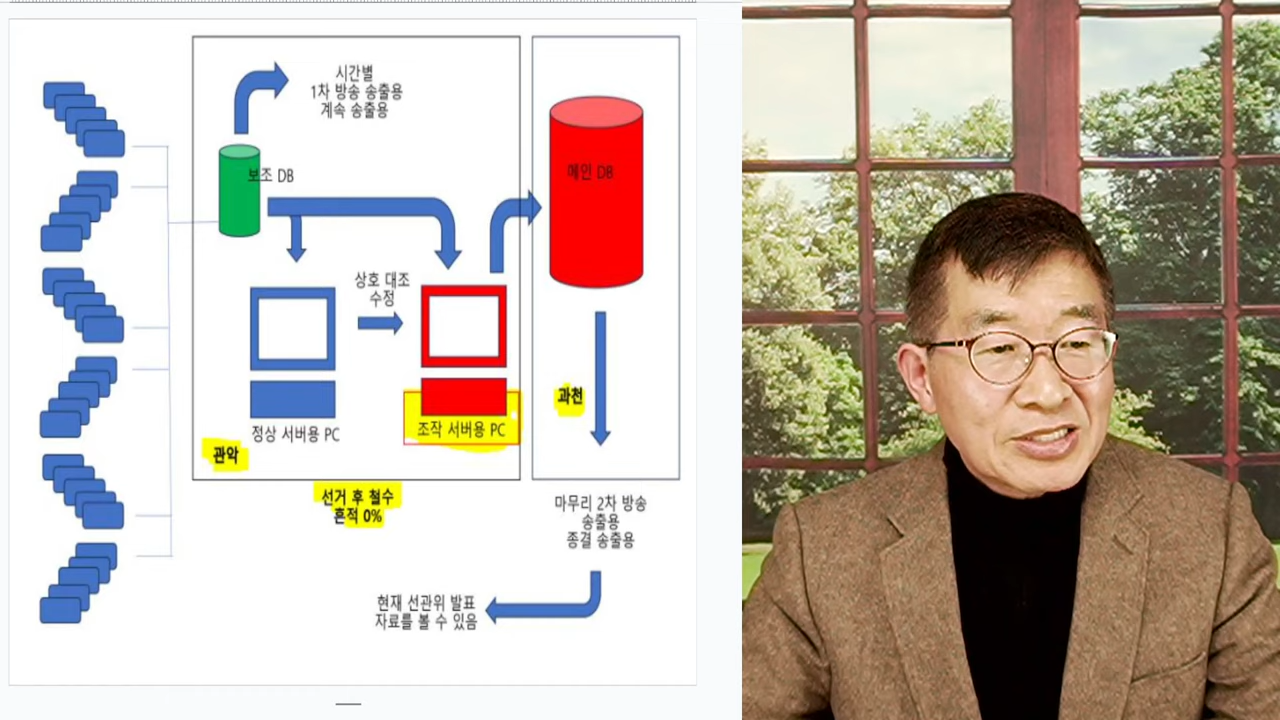 시간별
1차 방송 송출용
계속 송출용
보조 DB
메인 DB
상호 대조
수정
정상 서버용 PC
조작 서버용 PC
관악
과천
선거 후 철수
흔적 0%
마무리 2차 방송
송출용
종결 송출용
현재 선관위 발표
자료를 볼 수 있음